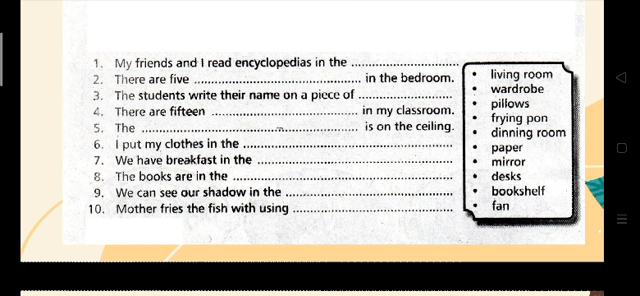 1. My friends and I read encyclopedias in the ..............................
2. There are five .............................................. in the bedroom.
3. The students write their name on a piece of ..........................
4. There are fifteen ........................................ in my classroom.
5. The .............................................................. is on the ceiling.
6. I put my clothes in the ..........................................................
7. We have breakfast in the ......................................................
8. The books are in the .............................................................
9. We can see our shadow in the ..............................................
10. Mother fries the fish with using ............................................
• living room
• wardrobe
• pillows
• frying pon
• dinning room
• paper
• mirror
• desks
• bookshelf
• fan